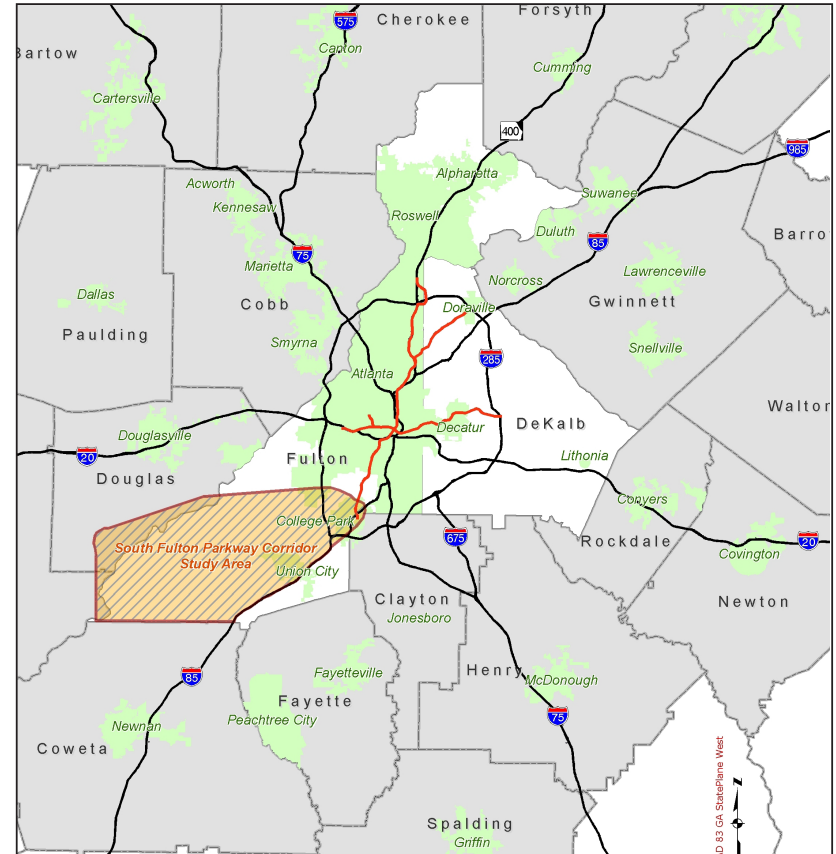 575
Cherokee
Forsyth
Bartow
Canton
Cumming
Cartersville
400
985
Alpharetta
Acworth
Kennesaw
Suwanee
Roswell
Duluth
85
Barro
75
Marietta
Norcross
Lawrenceville
Dallas
Cobb
Doraville
Gwinnett
Paulding
Smyrna
Snellville
285
Atlanta
Walton
Douglasville
Decatur
DeKalb
20
Fulton
Lithonia
Douglas
Conyers
College Park
South Fulton Parkway Corridor
Study Area
675
Rockdale
20
Covington
Union City
Clayton
Newton
Jonesboro
Henry
Fayetteville
McDonough
85
Fayette
75
Peachtree City
Newnan
Coweta
D 83 GA StatePlane West
z
Spalding
Griffin